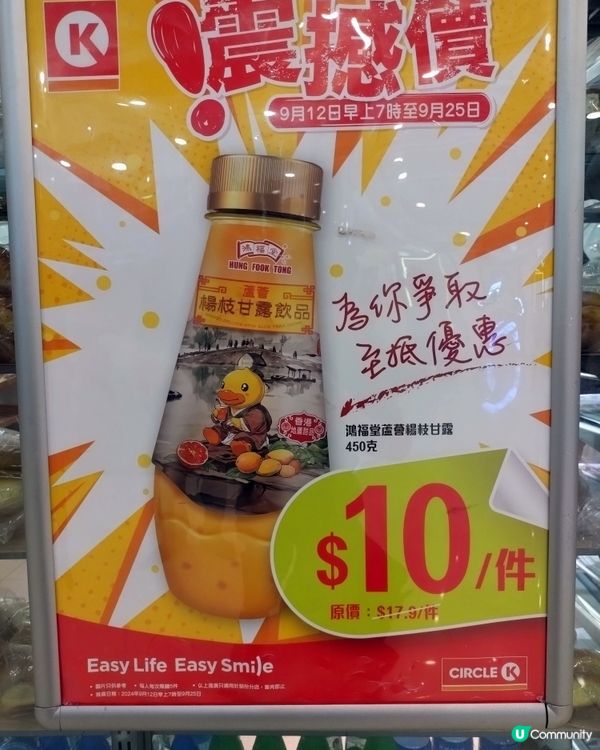 K
震撼價
9月12日早上7時至9月25日
鴻福堂
HUNG FOOK TONG
蘆薈
楊枝甘露飲品
香港
為你爭取
至抵優惠
鴻福堂蘆薈楊枝甘露
450克
$10/件
原價：$17.9/件
Easy Life Easy Smi)e
CIRCLE K
U Community